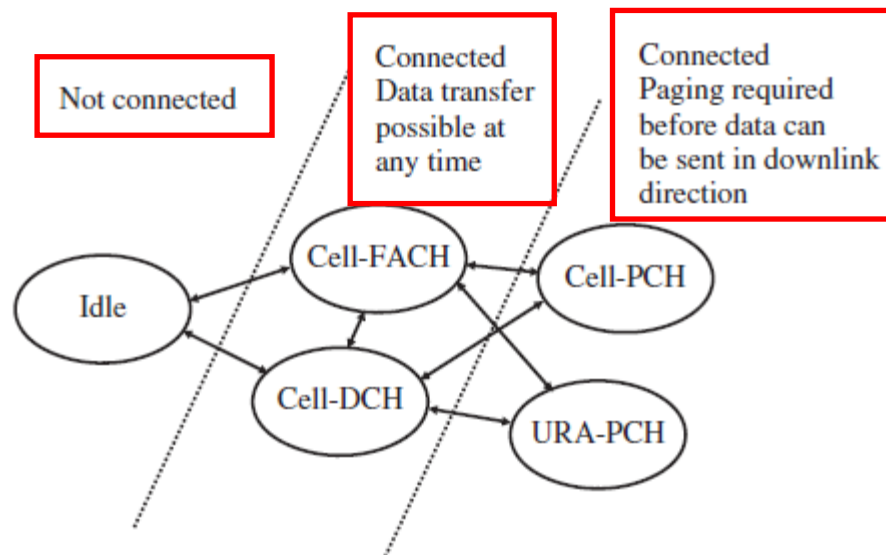 Not connected
Connected
Data transfer
possible at
any time
Connected
Paging required
before data can
be sent in downlink
direction
Cell-FACH
Cell-PCH
Idle
Cell-DCH
URA-PCH